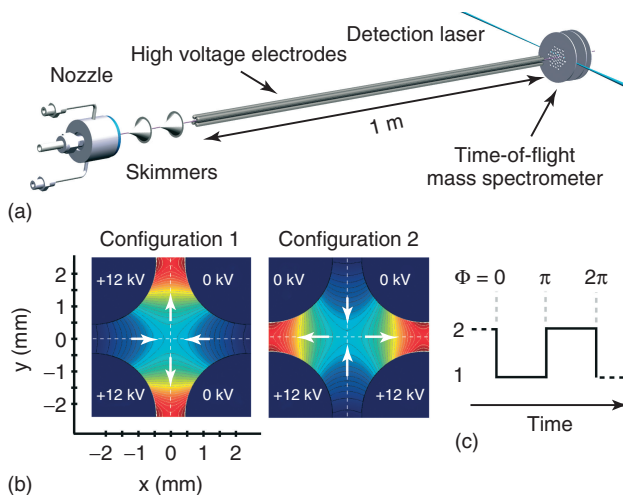 Detection laser
High voltage electrodes
Nozzle
1 m
Skimmers
Time-of-flight
mass spectrometer
(a)
Configuration 1
Configuration 2
+12 kV
0 kV
+12 kV
0 kV
0 kV
0 kV
+12 kV
+12 kV
2
1
0
−1
−2
y (mm)
−2 −1 0 1 2
x (mm)
(b)
Φ = 0 π 2π
2
1
Time
(c)